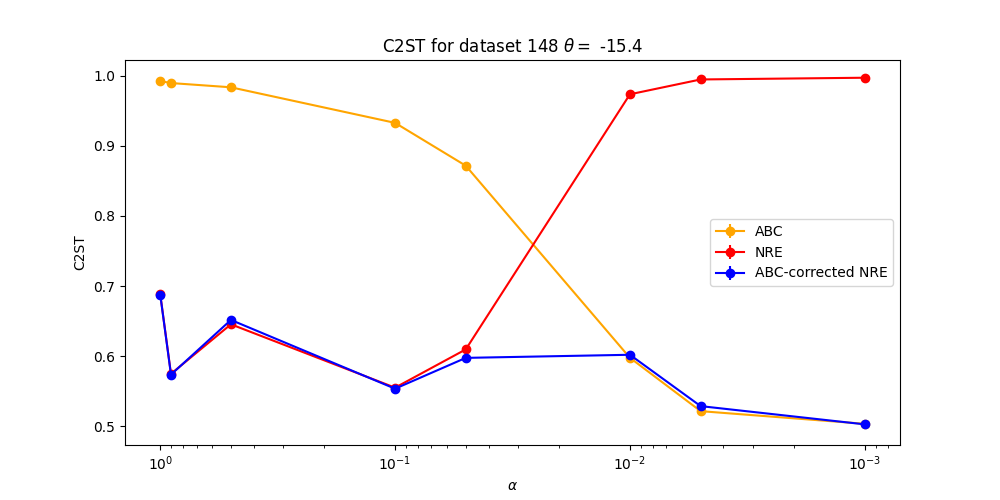 C2ST for dataset 148 θ = -15.4
1.0
0.9
0.8
0.7
0.6
0.5
C2ST
ABC
NRE
ABC-corrected NRE
10⁰
10⁻¹
10⁻²
10⁻³
α